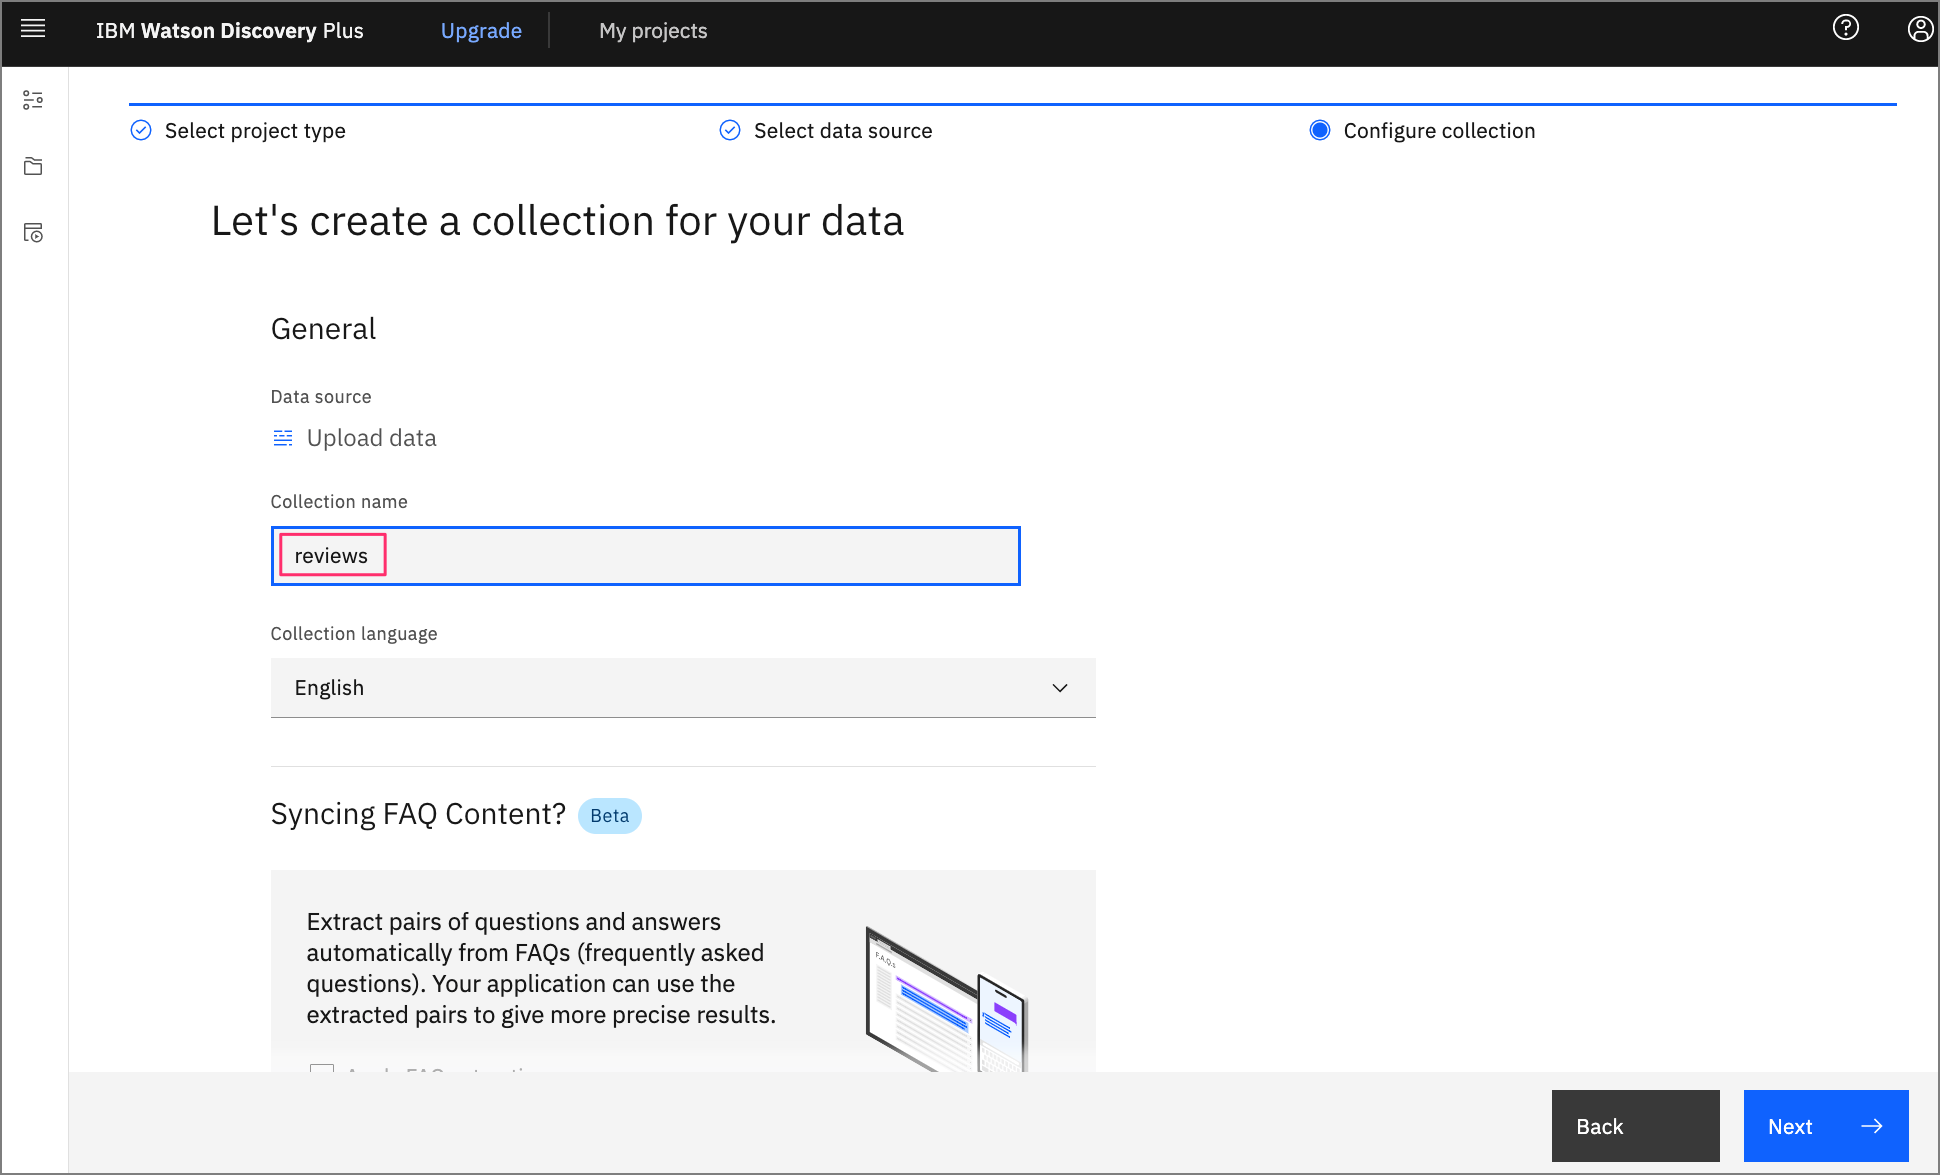 IBM Watson Discovery Plus
Upgrade
My projects
Select project type
Select data source
Configure collection
Let's create a collection for your data
General
Data source
Upload data
Collection name
reviews
Collection language
English
Syncing FAQ Content?
Beta
Extract pairs of questions and answers
automatically from FAQs (frequently asked
questions). Your application can use the
extracted pairs to give more precise results.
F.A.Q.s
Back
Next